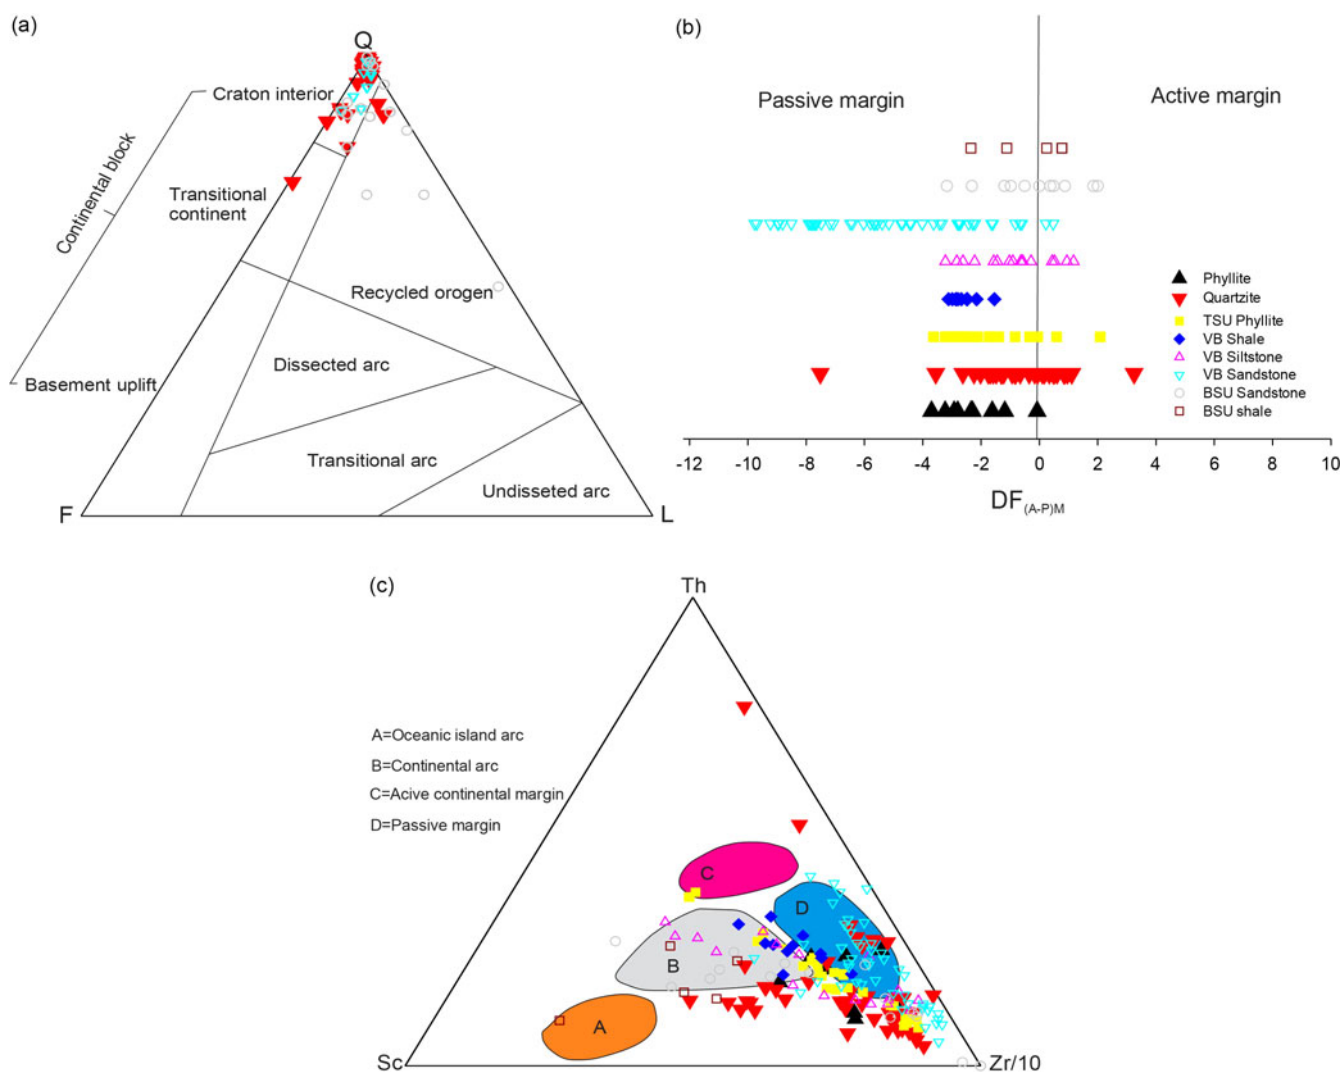 (a)
Q
Craton interior
Continental block
Transitional
continent
Recycled orogen
Dissected arc
Basement uplift
Transitional arc
Undisseted arc
F
L
(b)
Passive margin
Active margin
Phyllite
Quartzite
TSU Phyllite
VB Shale
VB Siltstone
VB Sandstone
BSU Sandstone
BSU shale
-12 -10 -8 -6 -4 -2 0 2 4 6 8 10
DF(A-P)M
(c)
Th
A=Oceanic island arc
B=Continental arc
C=Acive continental margin
D=Passive margin
C
D
B
A
Sc
Zr/10